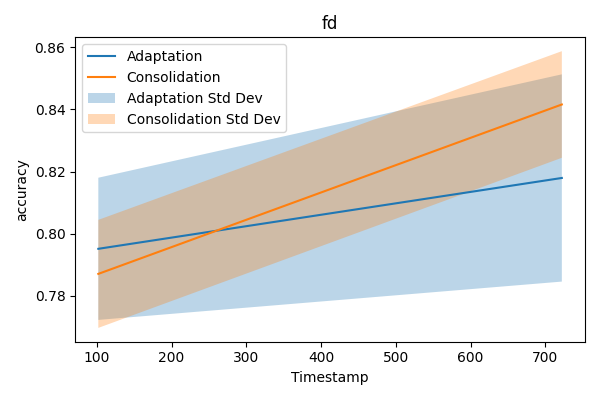 fd
0.86
0.84
0.82
0.80
0.78
accuracy
Adaptation
Consolidation
Adaptation Std Dev
Consolidation Std Dev
100
200
300
400
500
600
700
Timestamp